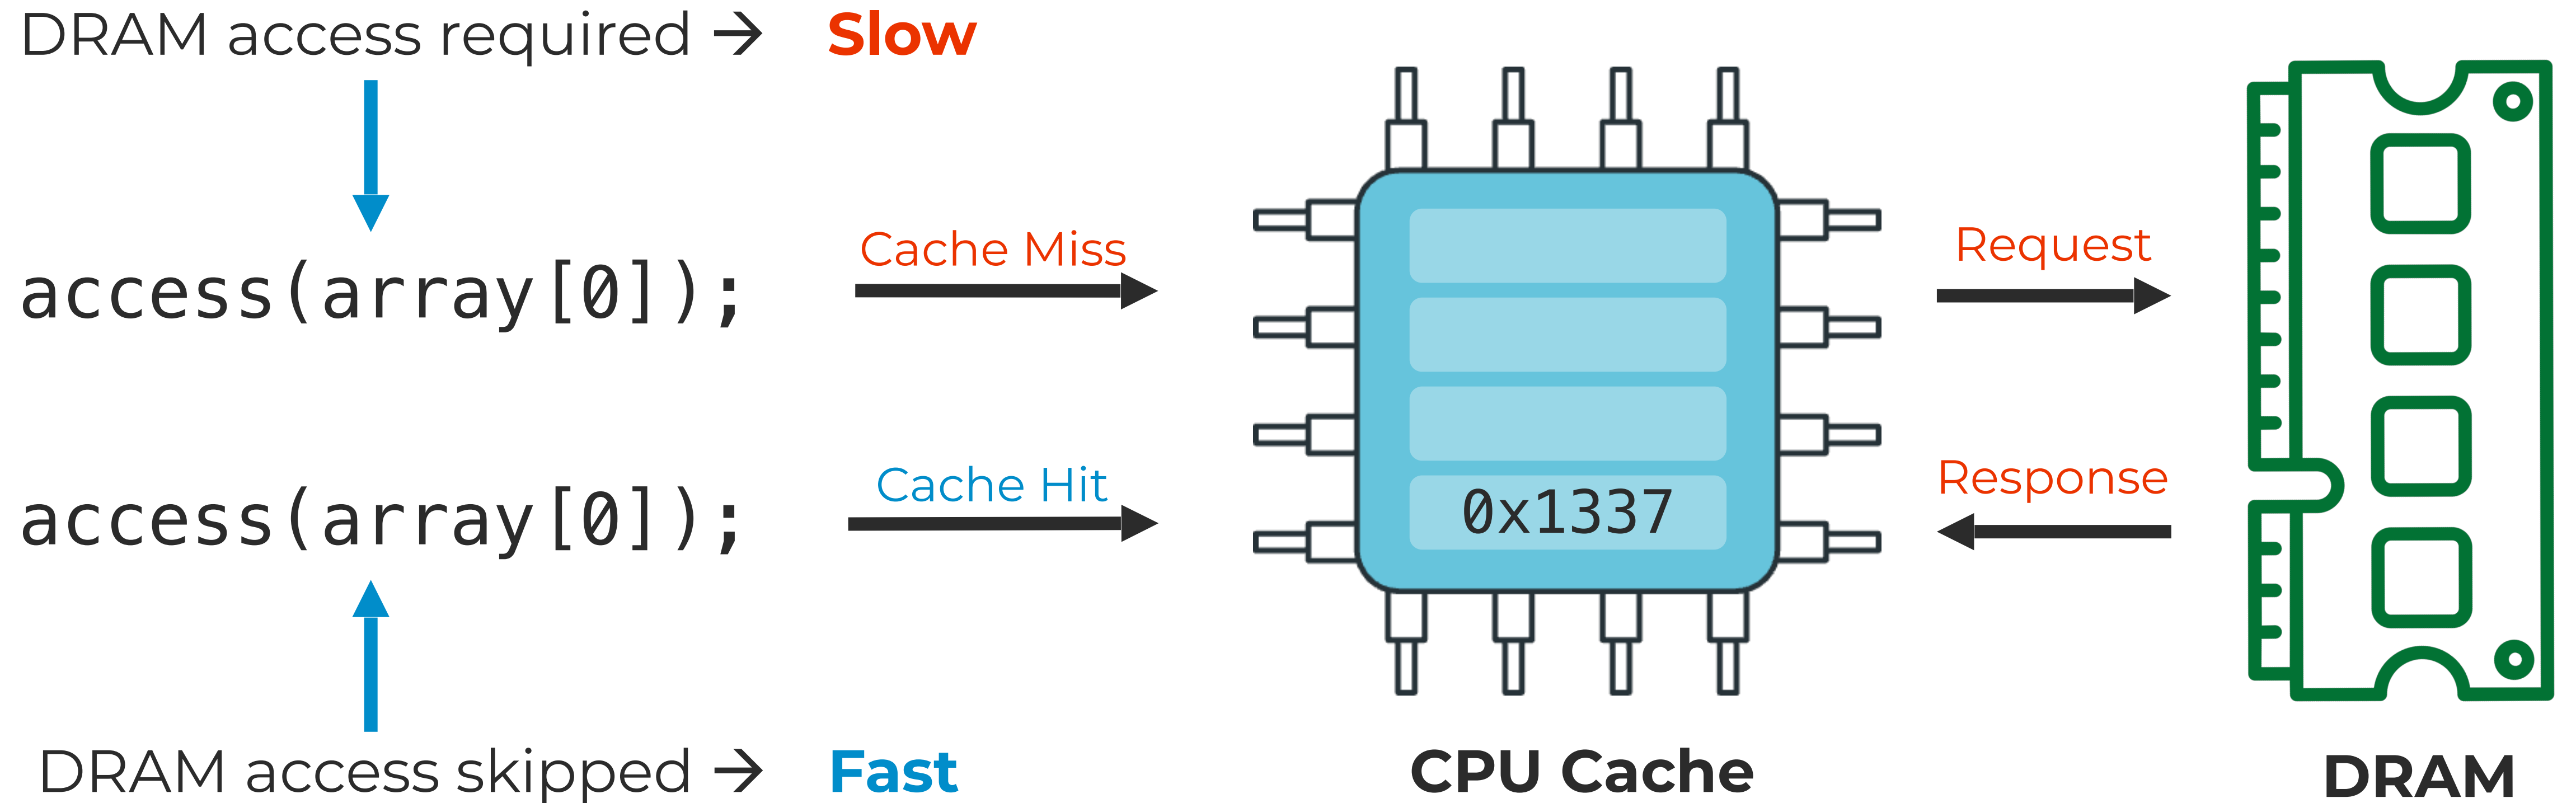 DRAM access required → Slow
access(array[0]);
Cache Miss
Request
access(array[0]);
Cache Hit
0x1337
Response
DRAM access skipped → Fast
CPU Cache
DRAM